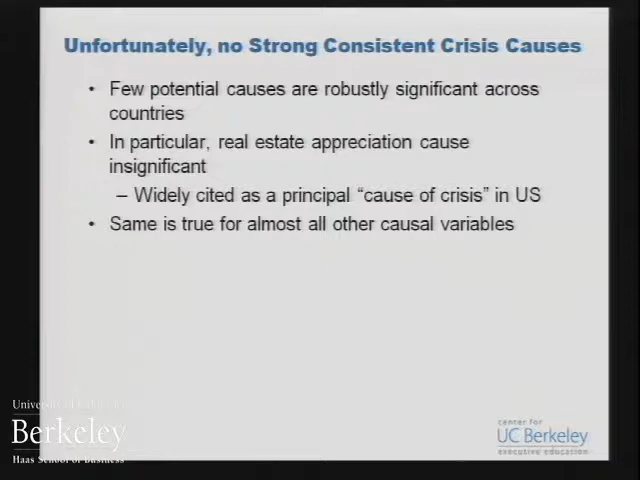 Unfortunately, no Strong Consistent Crisis Causes
• Few potential causes are robustly significant across
countries
• In particular, real estate appreciation cause
insignificant
– Widely cited as a principal “cause of crisis” in US
• Same is true for almost all other causal variables
University of
Berkeley
Haas School of Business
center for
UC Berkeley
executive education